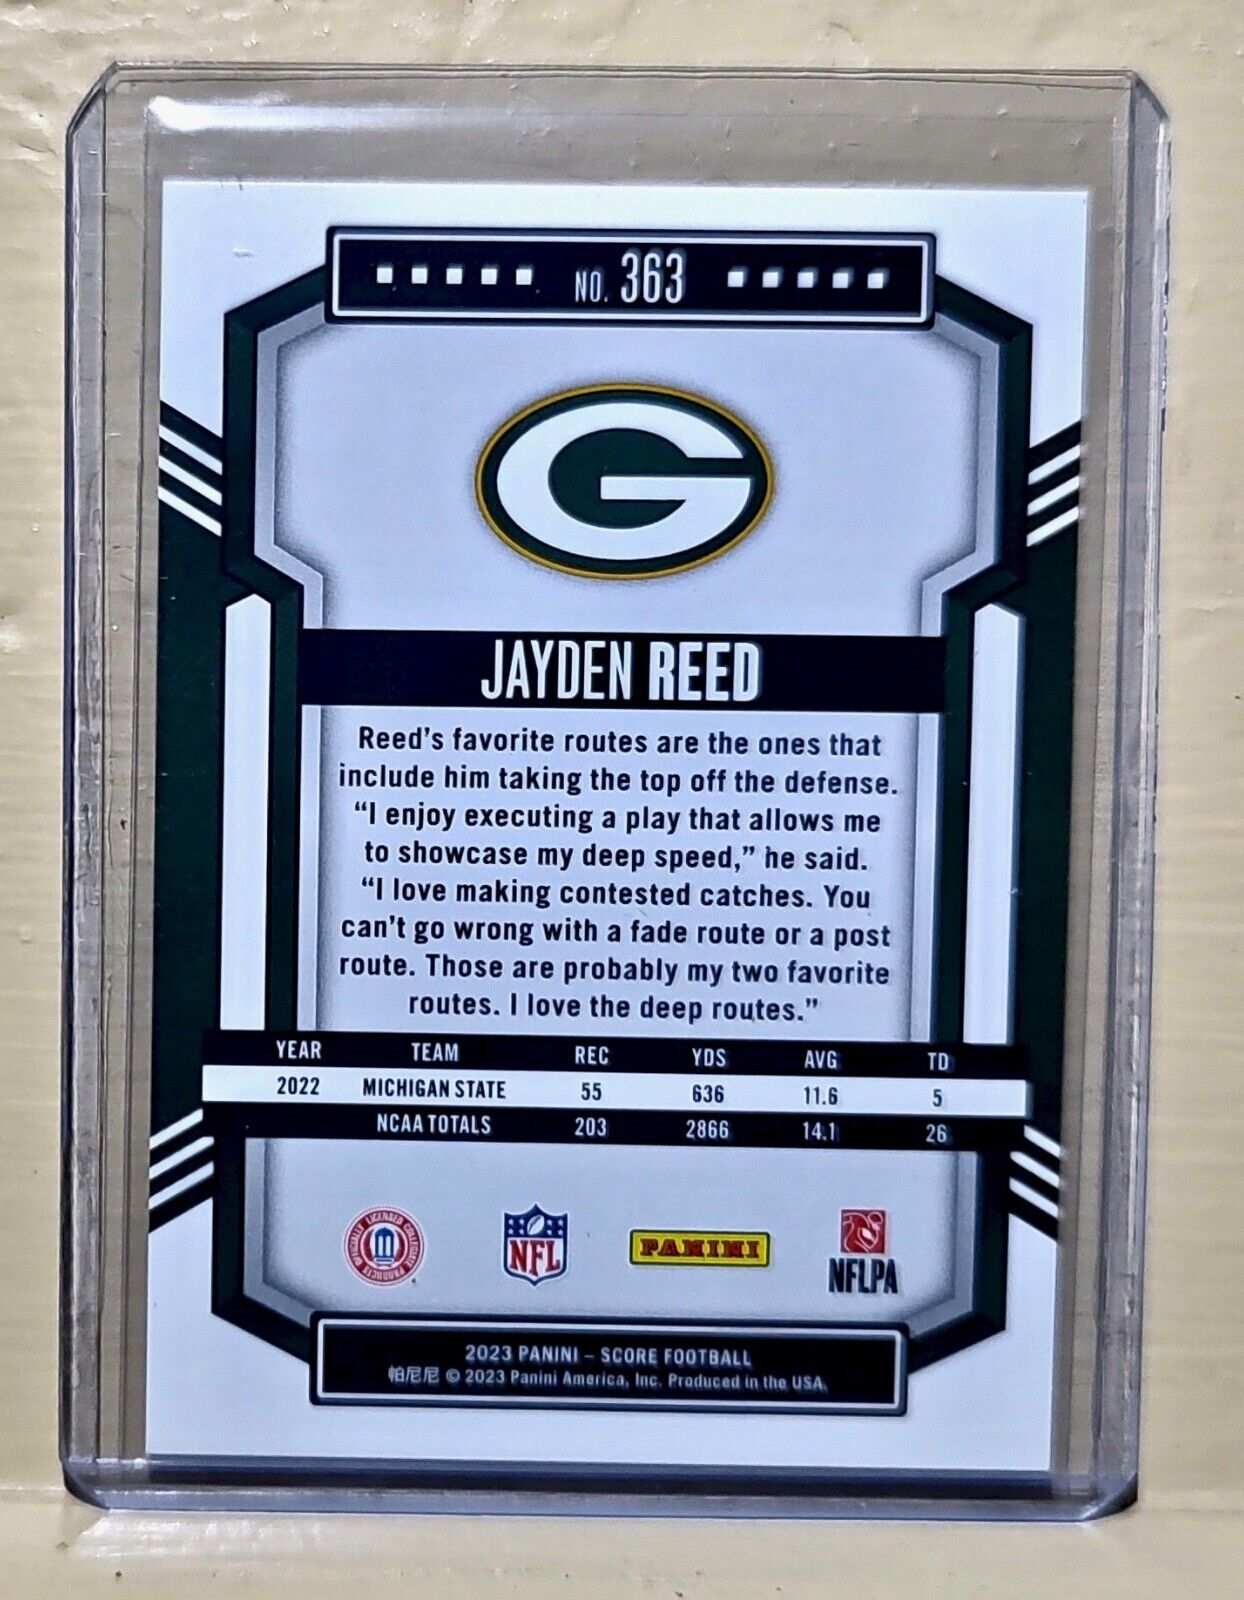 NO. 363
G
JAYDEN REED
Reed's favorite routes are the ones that
include him taking the top off the defense.
“I enjoy executing a play that allows me
to showcase my deep speed,” he said.
“I love making contested catches. You
can't go wrong with a fade route or a post
route. Those are probably my two favorite
routes. I love the deep routes.”
YEAR TEAM REC YDS AVG TD
2022 MICHIGAN STATE 55 636 11.6 5
NCAA TOTALS 203 2866 14.1 26
OFFICIALLY LICENSED COLLEGIATE PRODUCTS
NFL
PANINI
NFLPA
2023 PANINI – SCORE FOOTBALL
帕尼尼 © 2023 Panini America, Inc. Produced in the USA.